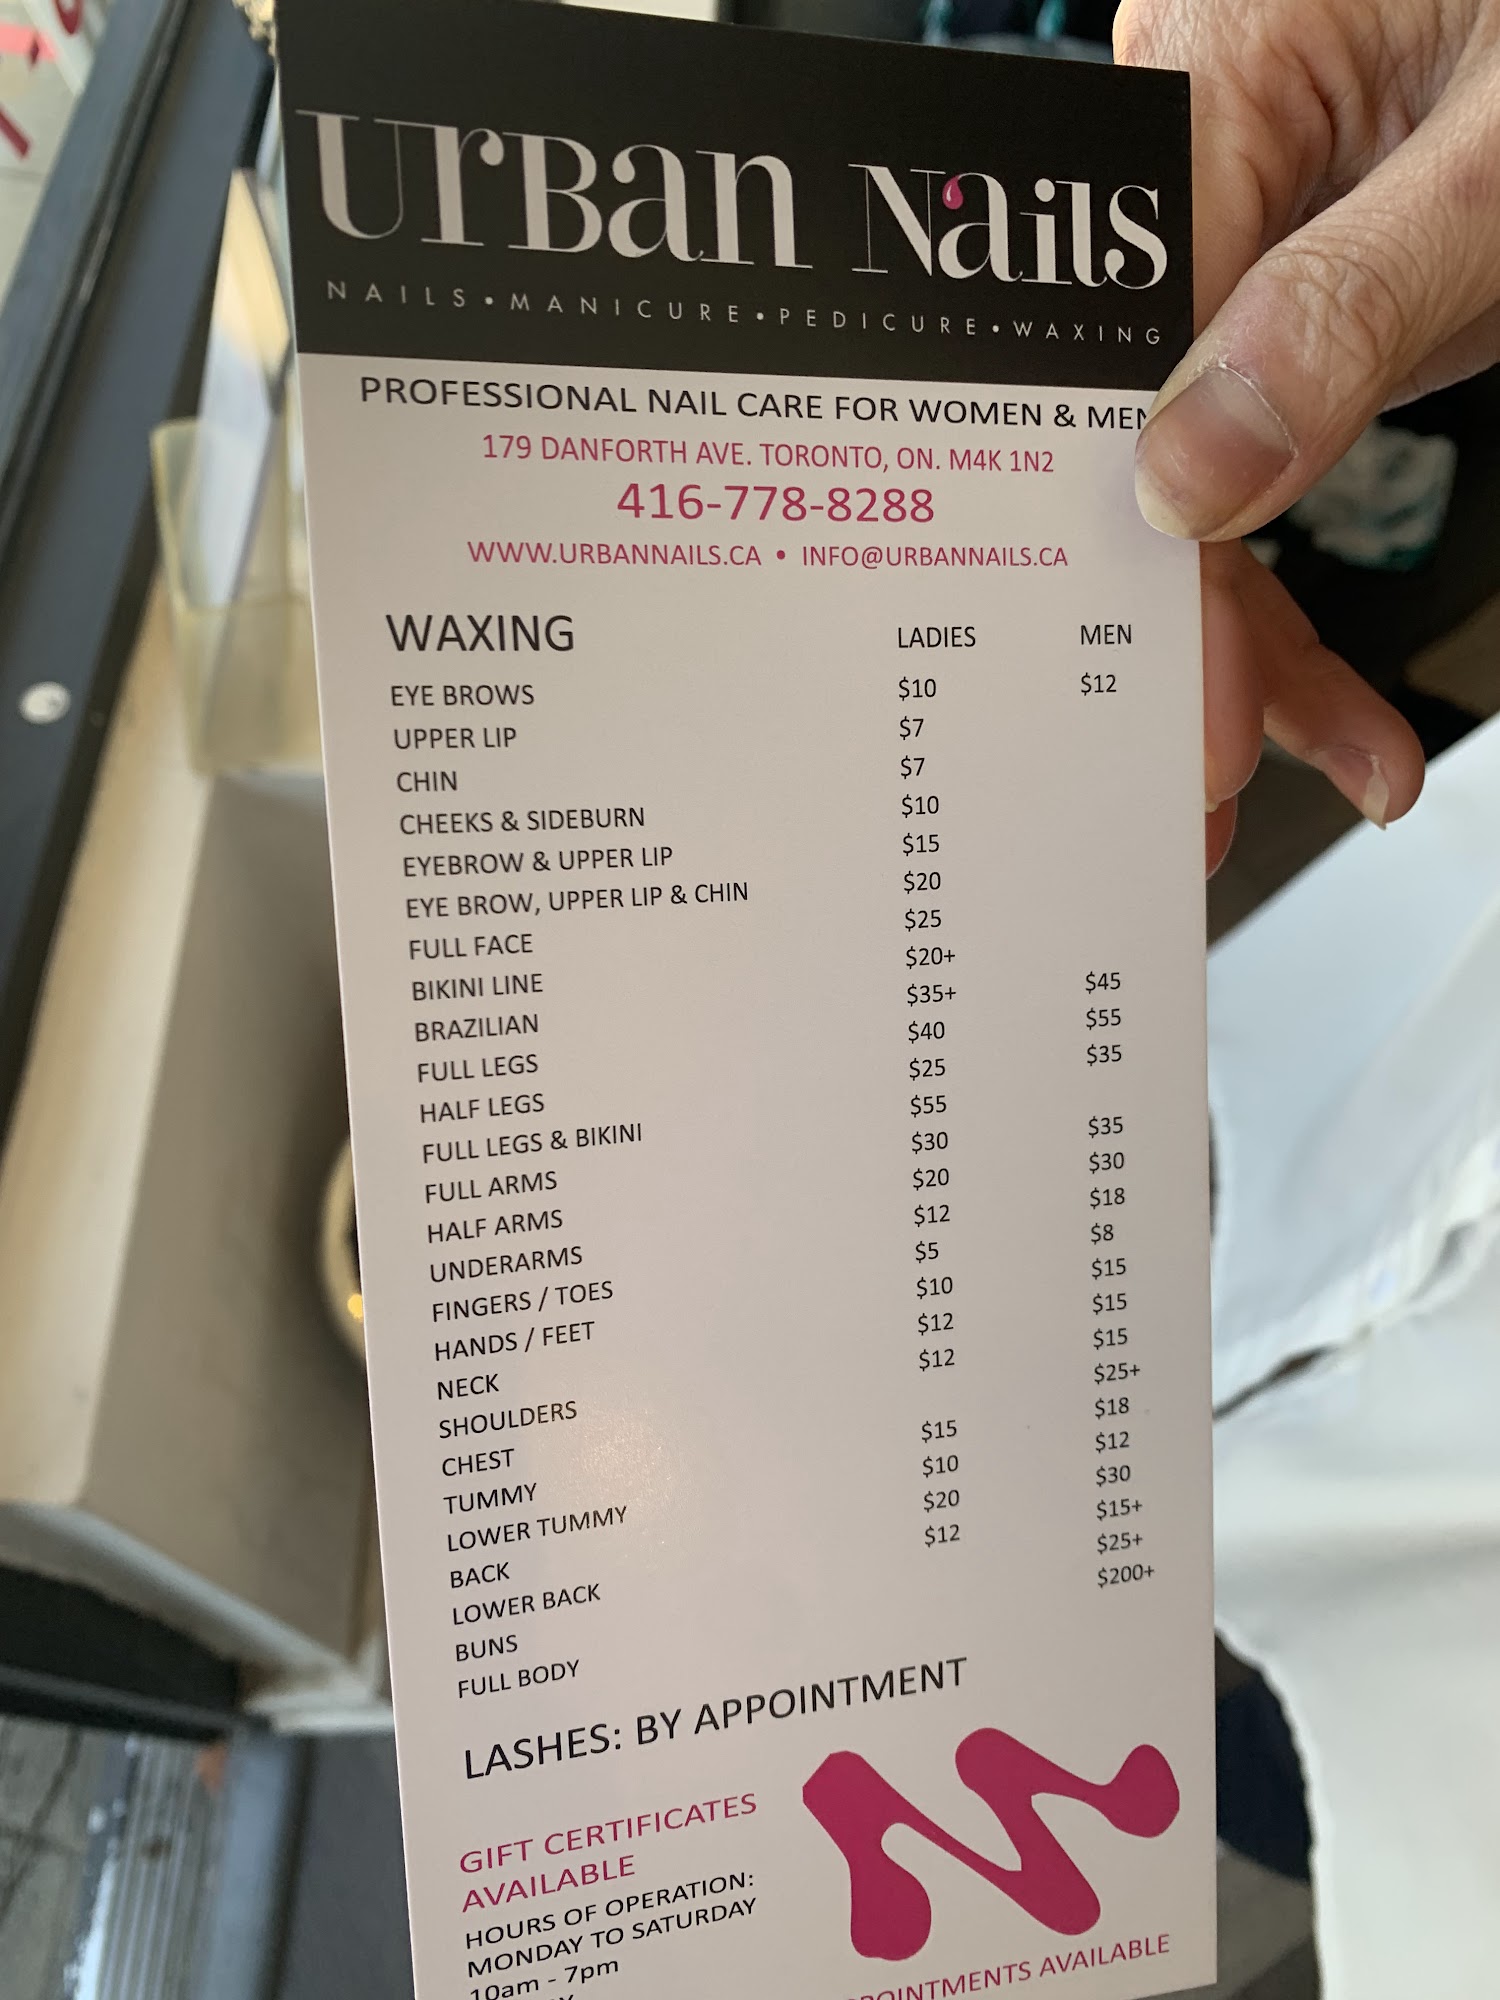 URBAN NAILS
NAILS • MANICURE • PEDICURE • WAXING
PROFESSIONAL NAIL CARE FOR WOMEN & MEN
179 DANFORTH AVE. TORONTO, ON. M4K 1N2
416-778-8288
WWW.URBANNAILS.CA • INFO@URBANNAILS.CA
WAXING LADIES MEN
EYE BROWS $10 $12
UPPER LIP $7
CHIN $7
CHEEKS & SIDEBURN $10
EYEBROW & UPPER LIP $15
EYE BROW, UPPER LIP & CHIN $20
FULL FACE $25
BIKINI LINE $20+
BRAZILIAN $35+ $45
FULL LEGS $40 $55
HALF LEGS $25 $35
FULL LEGS & BIKINI $55
FULL ARMS $30 $35
HALF ARMS $20 $30
UNDERARMS $12 $18
FINGERS / TOES $5 $8
HANDS / FEET $10 $15
NECK $12 $15
SHOULDERS $12 $15
CHEST $25+
TUMMY $15 $18
LOWER TUMMY $10 $12
BACK $20 $30
LOWER BACK $12 $15+
BUNS $25+
FULL BODY $200+
LASHES: BY APPOINTMENT
GIFT CERTIFICATES
AVAILABLE
HOURS OF OPERATION:
MONDAY TO SATURDAY
10am - 7pm
AVAILABLE